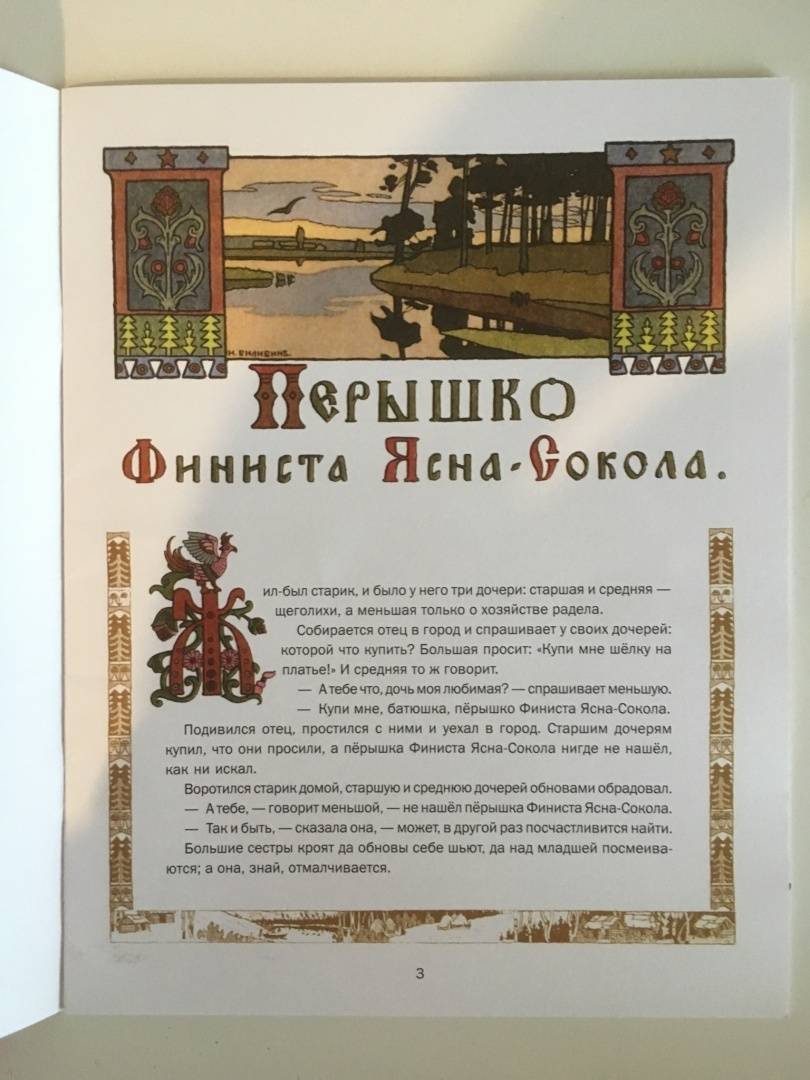 И. БИЛИБИНЪ.
Перышко
Финиста Ясна-Сокола.
Жил-был старик, и было у него три дочери: старшая и средняя —
щеголихи, а меньшая только о хозяйстве радела.
Собирается отец в город и спрашивает у своих дочерей:
которой что купить? Большая просит: «Купи мне шёлку на
платье!» И средняя то ж говорит.
— А тебе что, дочь моя любимая? — спрашивает меньшую.
— Купи мне, батюшка, пёрышко Финиста Ясна-Сокола.
Подивился отец, простился с ними и уехал в город. Старшим дочерям
купил, что они просили, а пёрышка Финиста Ясна-Сокола нигде не нашёл,
как ни искал.
Воротился старик домой, старшую и среднюю дочерей обновами обрадовал.
— А тебе, — говорит меньшой, — не нашёл пёрышка Финиста Ясна-Сокола.
— Так и быть, — сказала она, — может, в другой раз посчастливится найти.
Большие сестры кроят да обновы себе шьют, да над младшей посмеива-
ются; а она, знай, отмалчивается.
3